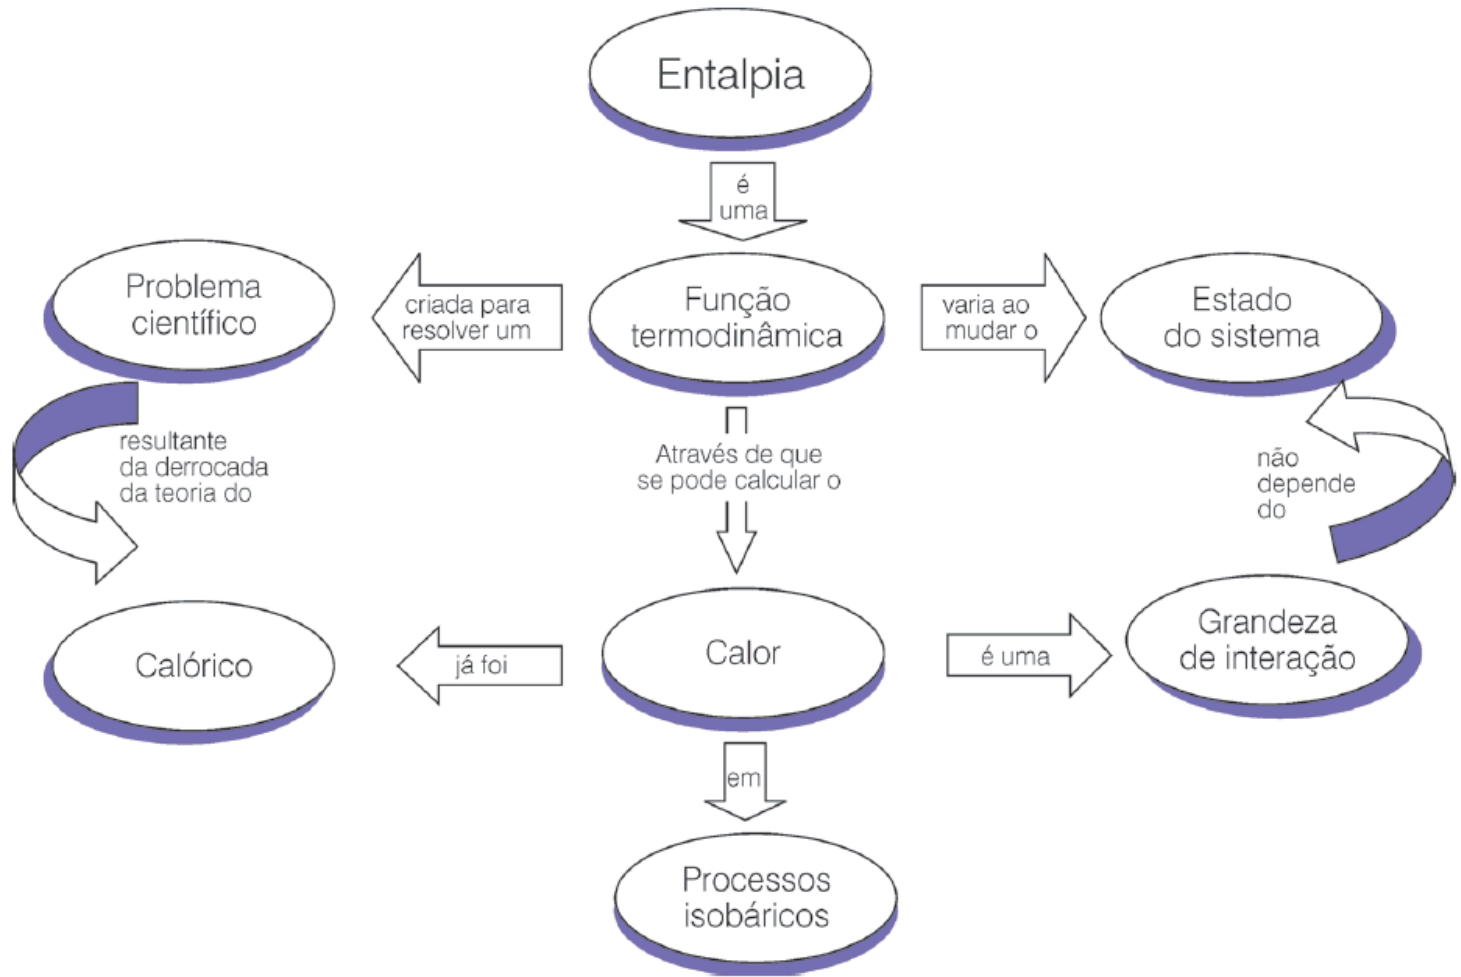 Entalpia
é
uma
Problema
científico
criada para
resolver um
Função
termodinâmica
varia ao
mudar o
Estado
do sistema
resultante
da derrocada
da teoria do
Através de que
se pode calcular o
não
depende
do
Calórico
já foi
Calor
é uma
Grandeza
de interação
em
Processos
isobáricos